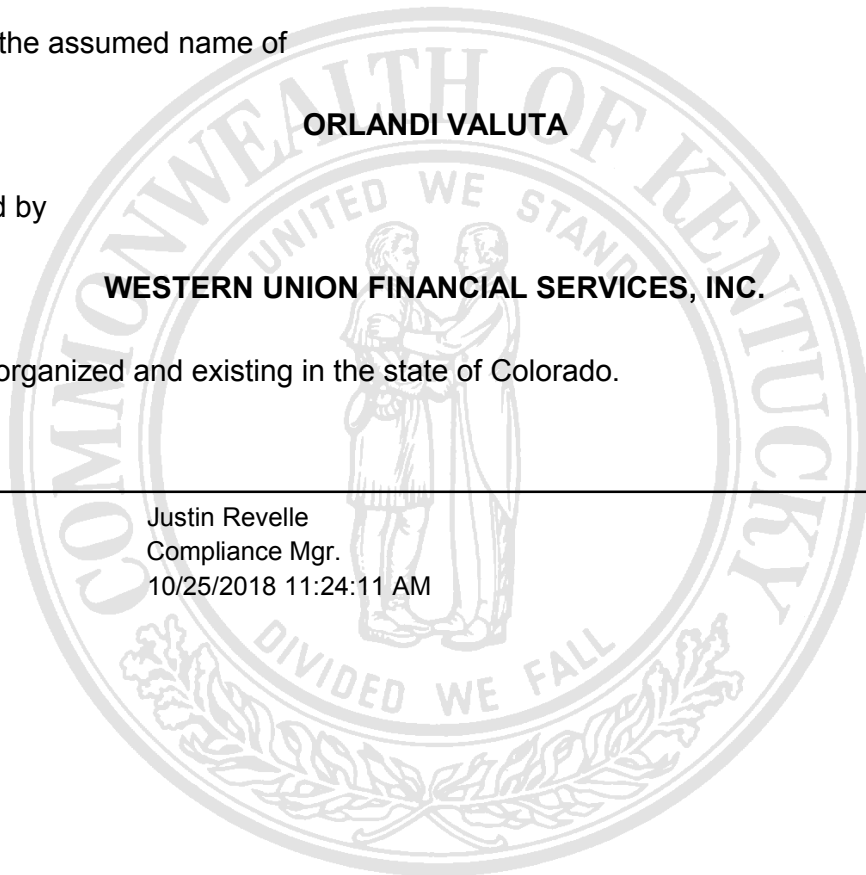 the assumed name of
ORLANDI VALUTA
d by
WESTERN UNION FINANCIAL SERVICES, INC.
organized and existing in the state of Colorado.
Justin Revelle
Compliance Mgr.
10/25/2018 11:24:11 AM
COMMONWEALTH OF KENTUCKY
UNITED WE STAND
DIVIDED WE FALL